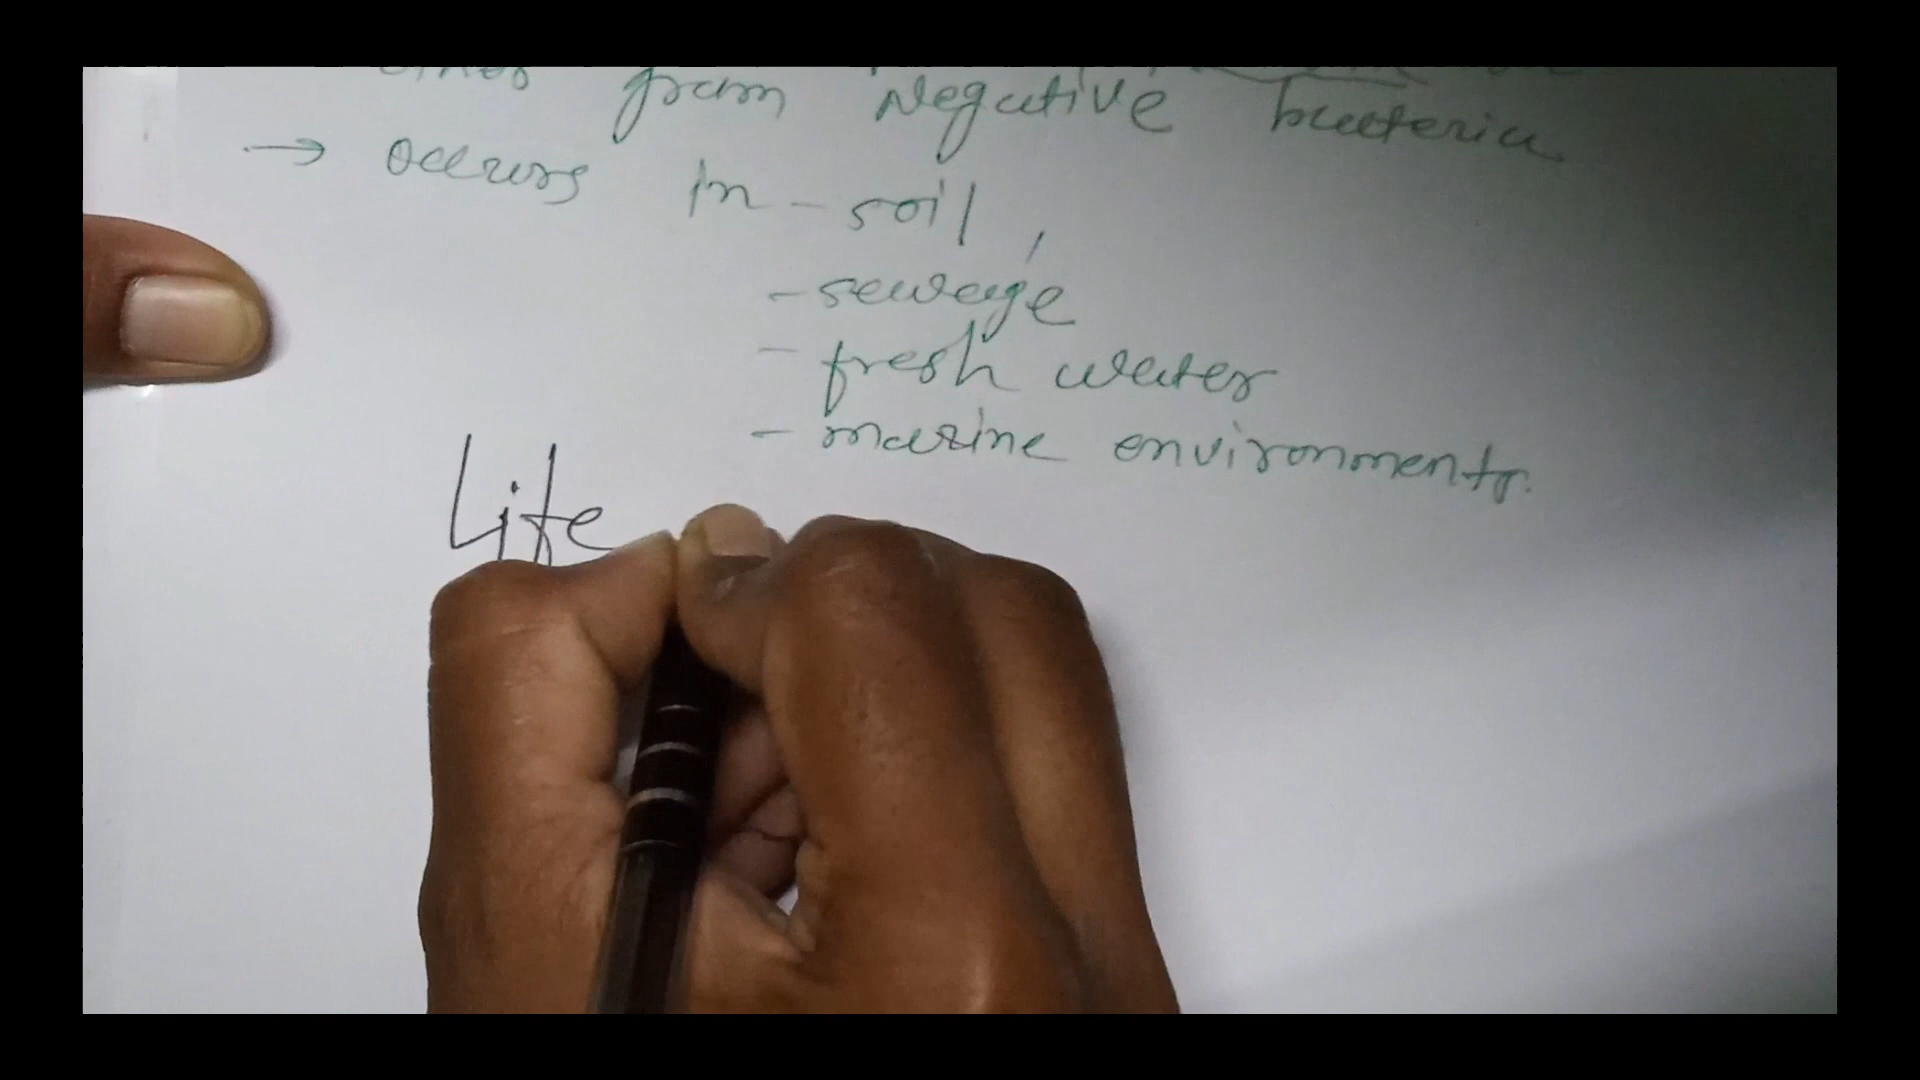 gram Negative bacteria
→ occurs in - soil,
- sewage
- fresh water
- marine environments.
Life